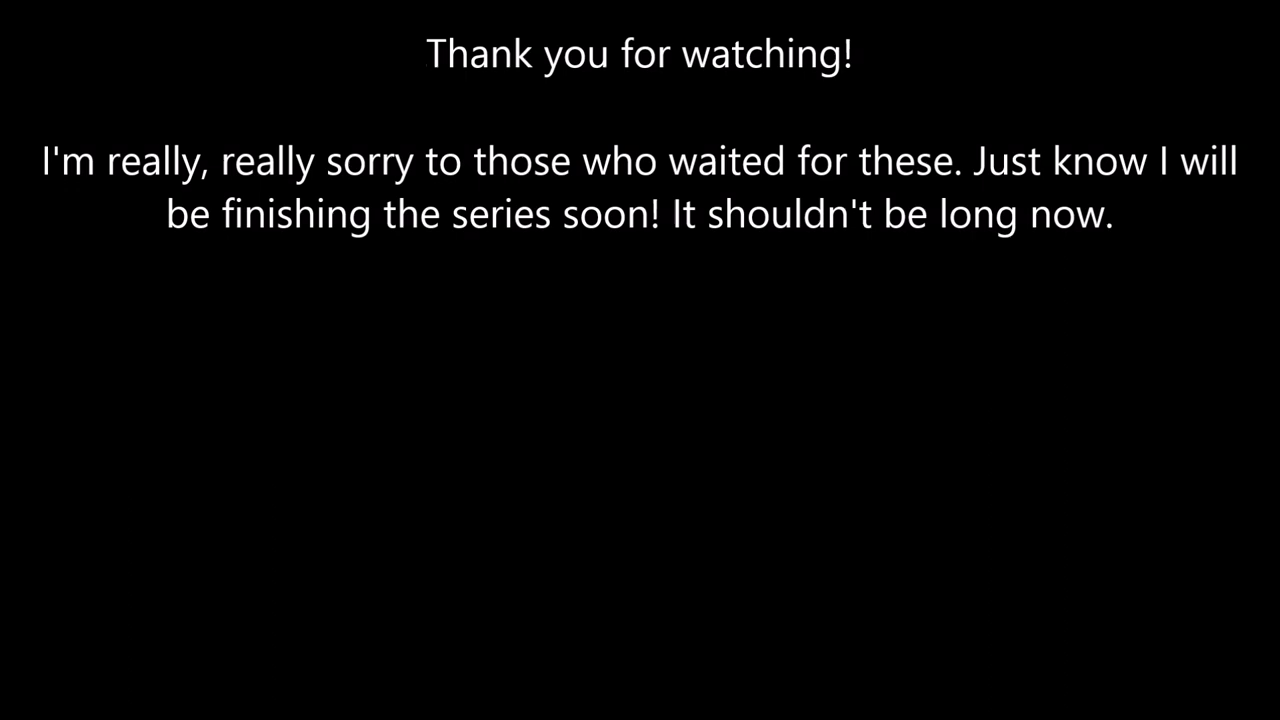 Thank you for watching!
I'm really, really sorry to those who waited for these. Just know I will
be finishing the series soon! It shouldn't be long now.